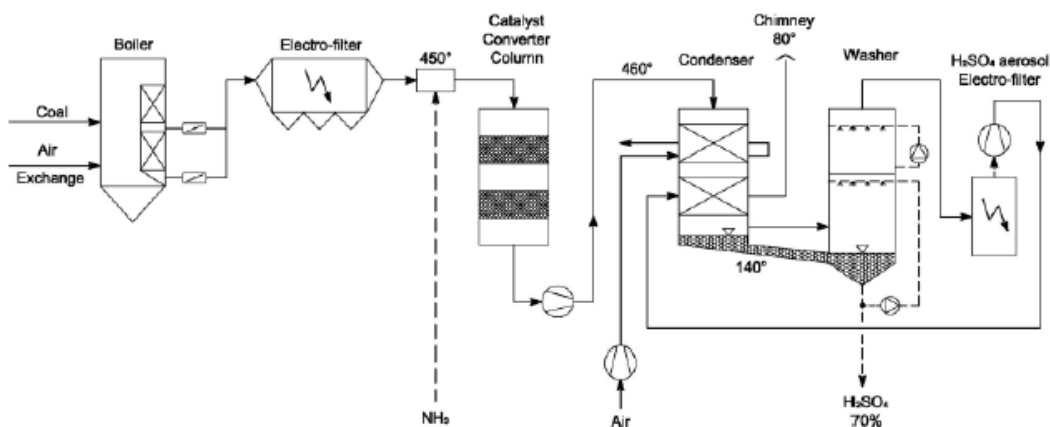 Boiler
Electro-filter
Catalyst
Converter
Column
Condenser
Chimney
80°
Washer
H₂SO₄ aerosol
Electro-filter
450°
460°
Coal
Air
Exchange
140°
NH₃
Air
H₂SO₄
70%